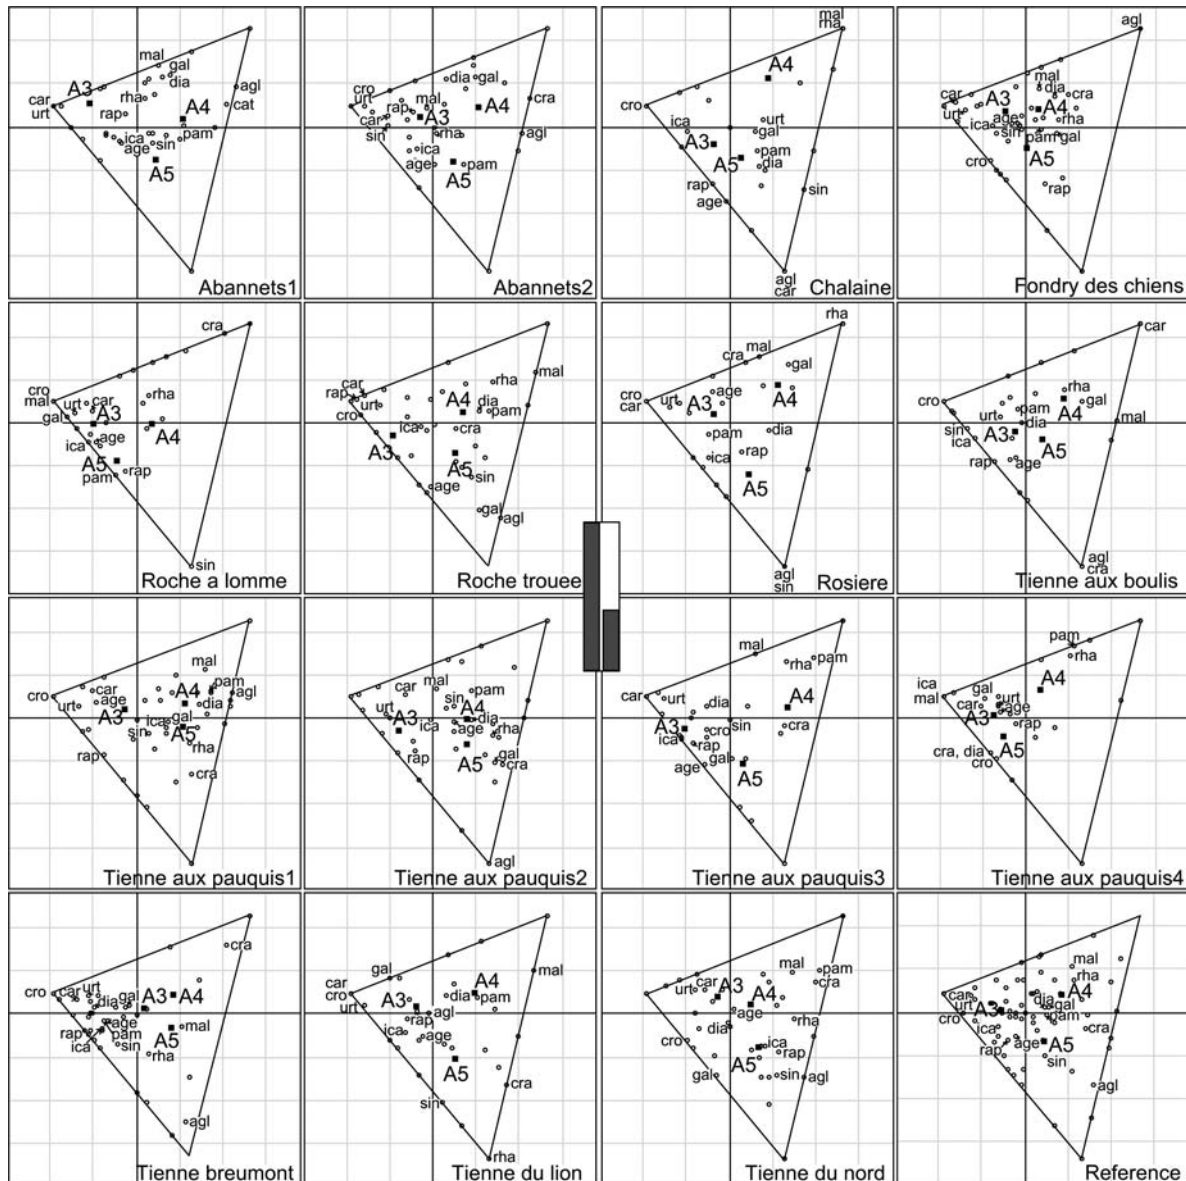 mal
gal
A3
dia
agl
car
rha
cat
urt
rap
A4
pam
ica
sin
age
A5
Abannets1
cro
dia gal
urt
cra
rap mal
A4
car
A3
sin
rha
agl
ica
age
pam
A5
Abannets2
mal
rha
A4
cro
ica
urt
gal
A3
pam
A5
dia
rap
sin
age
agl
car
Chalaine
agl
mal
dia
car
cra
A3
A4
urt
age
ica
sin
pam gal
cro
A5
rap
Fondry des chiens
cra
cro
mal
rha
urt
car
gal
A3
A4
age
ica
A5
rap
pam
sin
Roche a lomme
car
rap
rha
mal
urt
A4
dia
cro
pam
cra
ica
A3
A5
sin
age
gal
agl
Roche trouee
rha
mal
cra
gal
cro
age
car
A3
A4
pam
dia
ica
rap
A5
agl
sin
Rosiere
car
rha
cro
pam
gal
urt
A4
mal
dia
sin
A3
ica
A5
rap
age
agl
cra
Tienne aux boulis
mal
pam
cro
car
A4
agl
age
dia
A3
ica
gal
sin
A5
rha
rap
cra
Tienne aux pauquis1
mal
car
pam
cro
sin
urt
A4
A3
dia
ica
age
rha
rap
A5
gal
cra
agl
Tienne aux pauquis2
mal
pam
rha
car
urt
dia
A4
A3
sin
cra
cro
ica
rap
age
gal
A5
Tienne aux pauquis3
pam
rha
A4
ica
gal
mal
urt
car
age
A3
rap
A5
cra, dia
cro
Tienne aux pauquis4
cra
cro
car
urt
gal
A3
A4
dia
age
rap
pam
A5
mal
ica
sin
rha
agl
Tienne breumont
gal
mal
car
A4
cro
dia
pam
urt
A3
agl
rap
ica
age
A5
cra
sin
rha
Tienne du lion
pam
car
A3
mal
cra
urt
A4
age
rha
dia
cro
ica
A5
rap
gal
sin
agl
Tienne du nord
mal
rha
car
A4
dia
urt
gal
cro
A3
pam
ica
cra
rap
age
A5
sin
agl
Reference